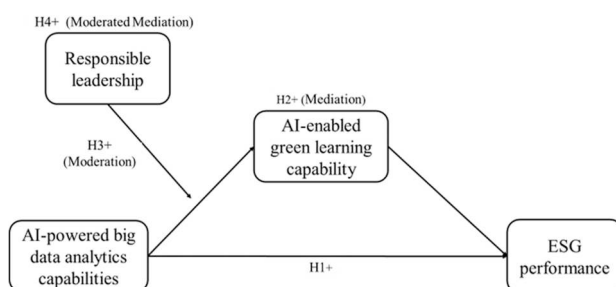 H4+ (Moderated Mediation)
Responsible
leadership
H2+ (Mediation)
AI-enabled
green learning
capability
H3+
(Moderation)
AI-powered big
data analytics
capabilities
H1+
ESG
performance